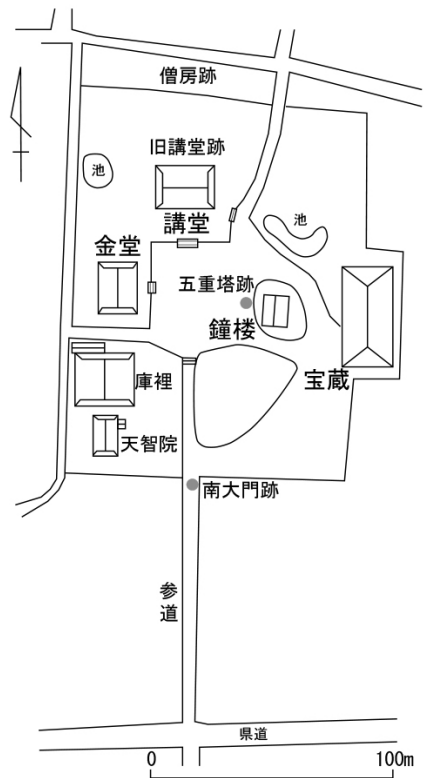 僧房跡
池
旧講堂跡
講堂
池
金堂
五重塔跡
鐘楼
宝蔵
庫裡
天智院
南大門跡
参道
県道
0 100m